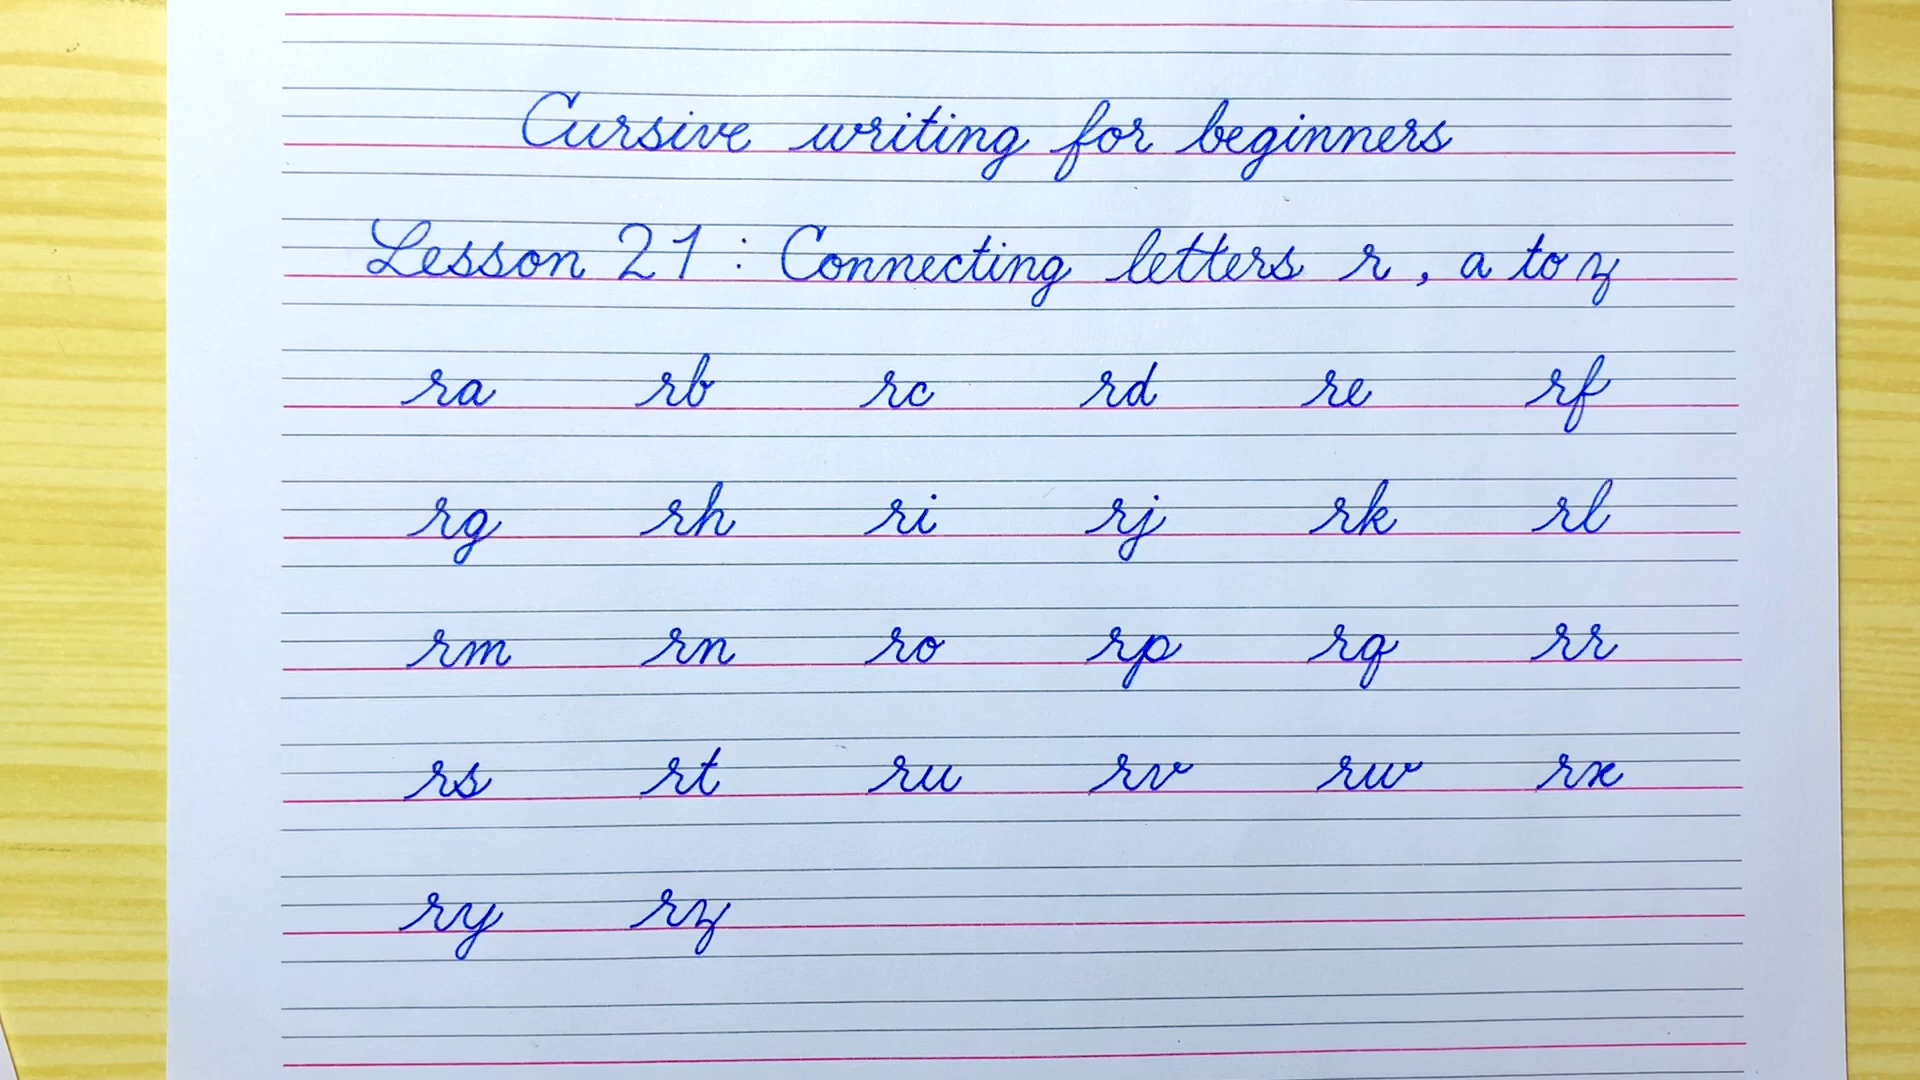 Cursive writing for beginners
Lesson 21 : Connecting letters r, a to z
ra rb rc rd re rf
rg rh ri rj rk rl
rm rn ro rp rq rr
rs rt ru rv rw rx
ry rz